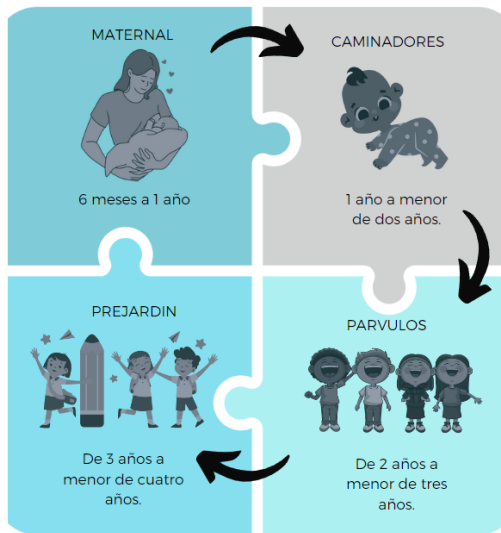 MATERNAL
6 meses a 1 año
CAMINADORES
1 año a menor
de dos años.
PARVULOS
De 2 años a
menor de tres
años.
PREJARDIN
De 3 años a
menor de cuatro
años.